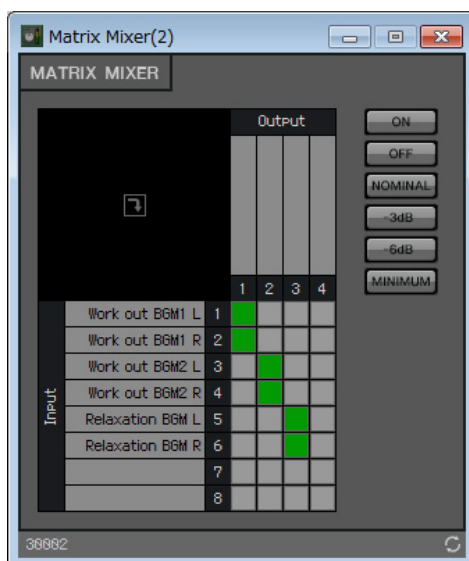 Matrix Mixer(2)
MATRIX MIXER
Output
ON
OFF
NOMINAL
-3dB
-6dB
MINIMUM
1 2 3 4
Input
Work out BGM1 L 1
Work out BGM1 R 2
Work out BGM2 L 3
Work out BGM2 R 4
Relaxation BGM L 5
Relaxation BGM R 6
7
8
30002